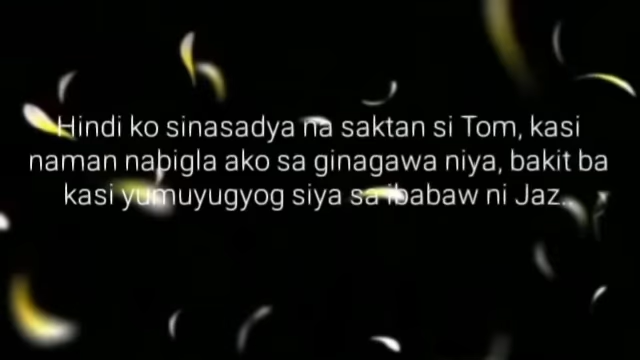 Hindi ko sinasadya na saktan si Tom, kasi
naman nabigla ako sa ginagawa niya, bakit ba
kasi yumuyugyog siya sa ibabaw ni Jaz..